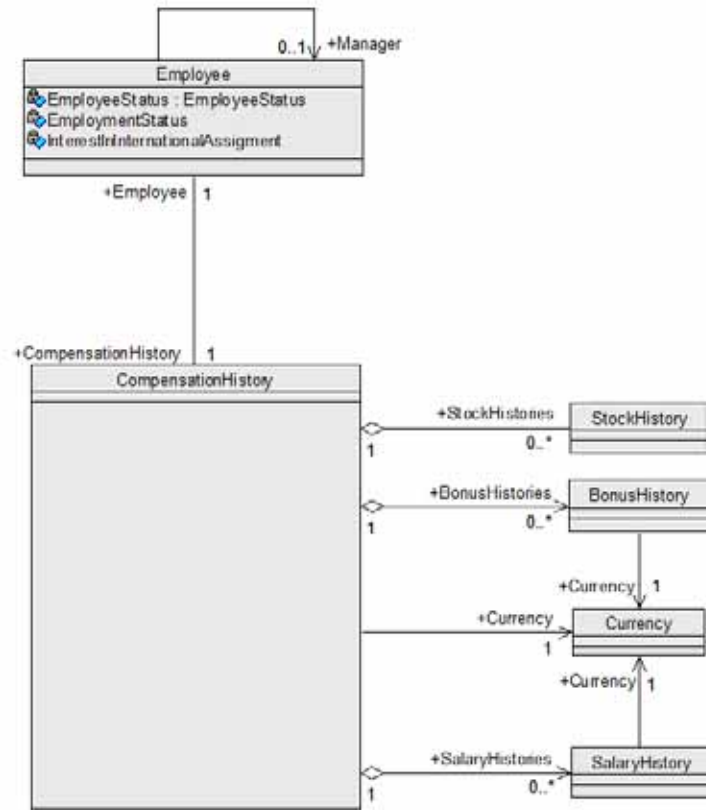 0..1 +Manager
Employee
EmployeeStatus : EmployeeStatus
EmploymentStatus
InterestInInternationalAssigment
+Employee 1
+CompensationHistory 1
CompensationHistory
+StockHistories
1 0..*
StockHistory
+BonusHistories
1 0..*
BonusHistory
+Currency 1
+Currency
1
Currency
+Currency 1
+SalaryHistories
1 0..*
SalaryHistory